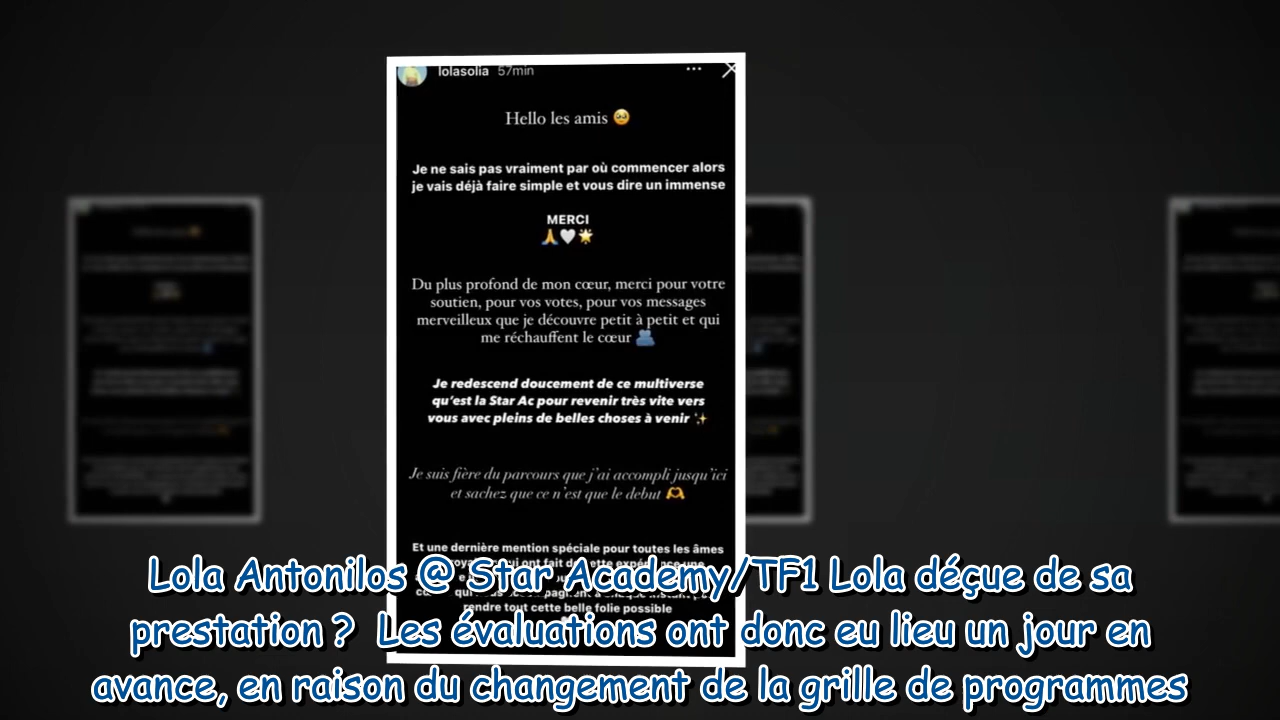 lolasolia 57min
Hello les amis 🥺
Je ne sais pas vraiment par où commencer alors
je vais déjà faire simple et vous dire un immense
MERCI
🙏🤍🌟
Du plus profond de mon cœur, merci pour votre
soutien, pour vos votes, pour vos messages
merveilleux que je découvre petit à petit et qui
me réchauffent le cœur 🫂
Je redescend doucement de ce multiverse
qu’est la Star Ac pour revenir très vite vers
vous avec pleins de belles choses à venir ✨
Je suis fière du parcours que j’ai accompli jusqu’ici
et sachez que ce n’est que le debut 🫶
Et une dernière mention spéciale pour toutes les âmes
rendre tout cette belle folie possible
Lola Antonilos @ Star Academy/TF1 Lola déçue de sa
prestation ? Les évaluations ont donc eu lieu un jour en
avance, en raison du changement de la grille de programmes